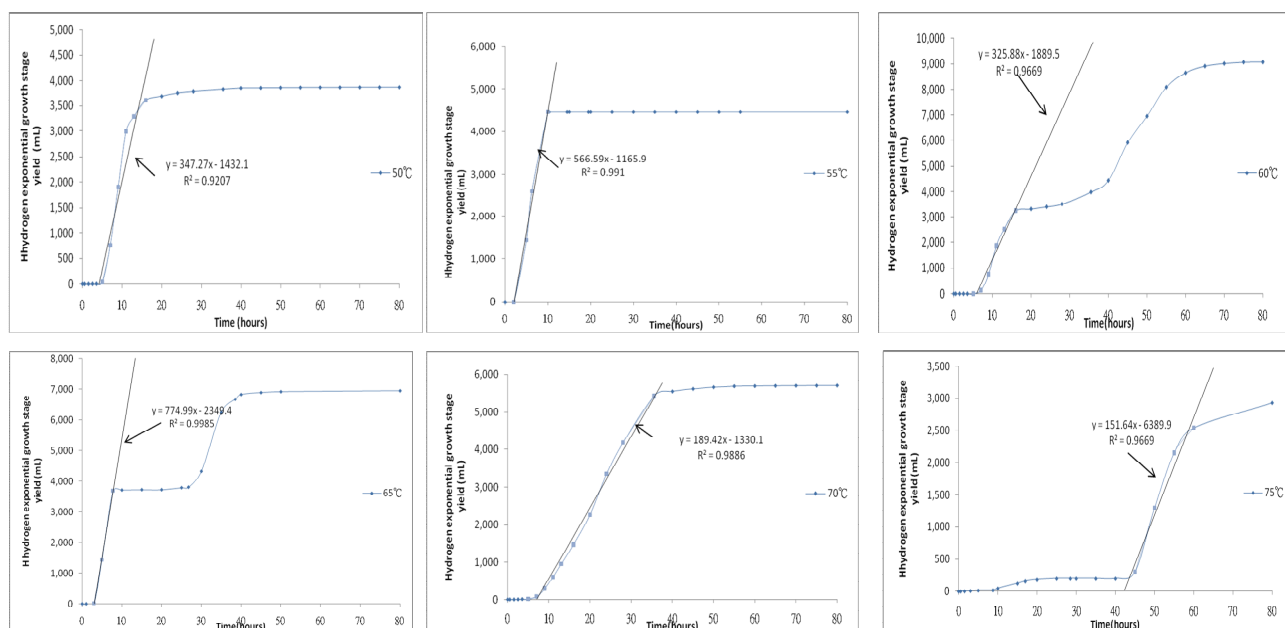 Hhydrogen exponential growth stage
yield (mL)
5,000
4,500
4,000
3,500
3,000
2,500
2,000
1,500
1,000
500
0
y = 347.27x - 1432.1
R² = 0.9207
50℃
0 10 20 30 40 50 60 70 80
Time (hours)
Hhydrogen exponential growth stage
yield (mL)
6,000
5,000
4,000
3,000
2,000
1,000
0
y = 566.59x - 1165.9
R² = 0.991
55℃
0 10 20 30 40 50 60 70 80
Time(hours)
Hydrogen exponential growth stage
yield (mL)
10,000
9,000
8,000
7,000
6,000
5,000
4,000
3,000
2,000
1,000
0
y = 325.88x - 1889.5
R² = 0.9669
60℃
0 10 20 30 40 50 60 70 80
Time(hours)
Hhydrogen exponential growth stage
yield (mL)
8,000
7,000
6,000
5,000
4,000
3,000
2,000
1,000
0
y = 774.99x - 2349.4
R² = 0.9985
65℃
0 10 20 30 40 50 60 70 80
Time(hours)
Hydrogen exponential growth stage
yield (mL)
6,000
5,000
4,000
3,000
2,000
1,000
0
y = 189.42x - 1330.1
R² = 0.9886
70℃
0 10 20 30 40 50 60 70 80
Time(hours)
Hhydrogen exponential growth stage
yield (mL)
3,500
3,000
2,500
2,000
1,500
1,000
500
0
y = 151.64x - 6389.9
R² = 0.9669
75℃
0 10 20 30 40 50 60 70 80
Time(hours)